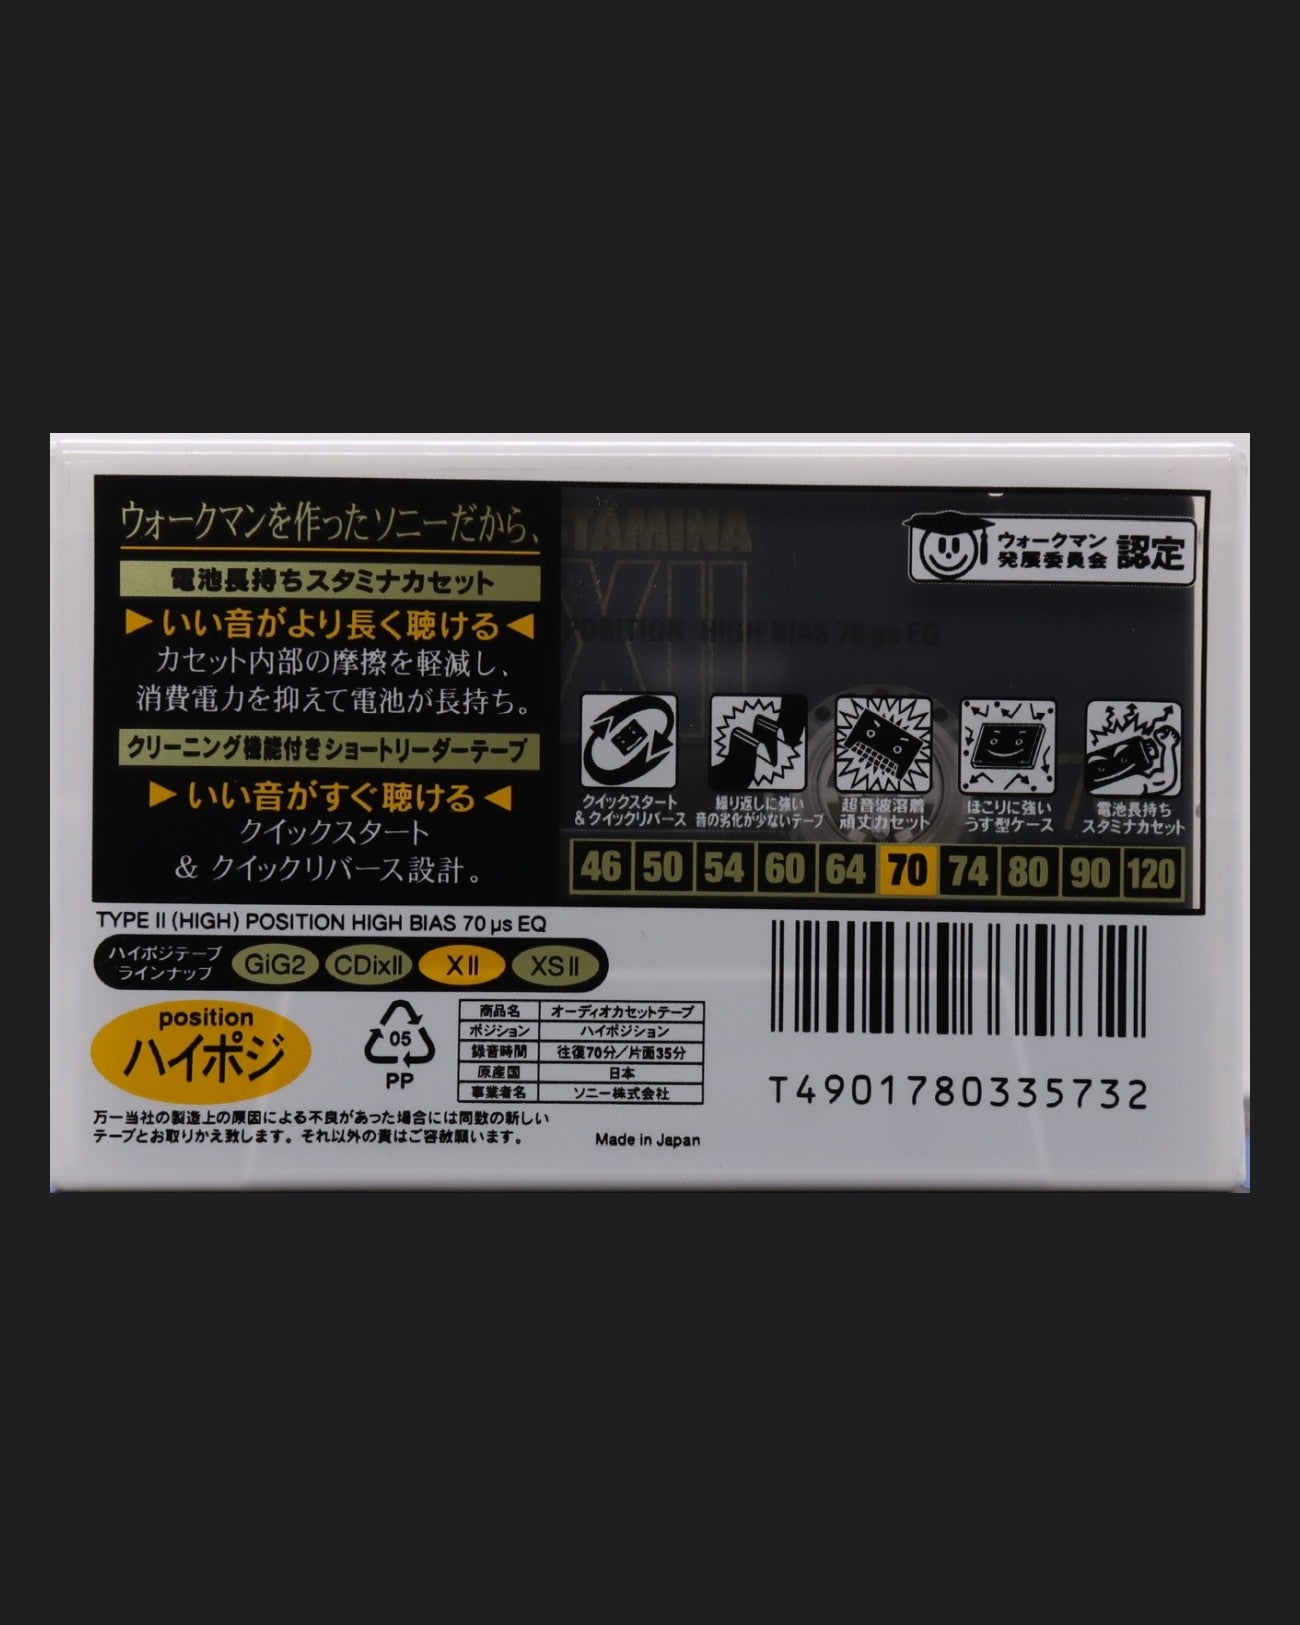 ウォークマンを作ったソニーだから、
電池長持ちスタミナカセット
▶いい音がより長く聴ける◀
カセット内部の摩擦を軽減し、
消費電力を抑えて電池が長持ち。
クリーニング機能付きショートリーダーテープ
▶いい音がすぐ聴ける◀
クイックスタート
& クイックリバース設計。
STAMINA
XII
POSITION HIGH BIAS 70 µs EQ
ウォークマン
発展委員会
認定
クイックスタート
& クイックリバース
繰り返しに強い
音の劣化が少ないテープ
超音波溶着
頑丈カセット
ほこりに強い
うす型ケース
電池長持ち
スタミナカセット
46 50 54 60 64 70 74 80 90 120
TYPE II (HIGH) POSITION HIGH BIAS 70 µs EQ
ハイポジテープ
ラインナップ
GiG2 CDixII XII XSII
position
ハイポジ
05
PP
商品名 オーディオカセットテープ
ポジション ハイポジション
録音時間 往復70分/片面35分
原産国 日本
事業者名 ソニー株式会社
T4901780335732
万一当社の製造上の原因による不良があった場合には同数の新しい
テープとお取りかえ致します。それ以外の責はご容赦願います。
Made in Japan